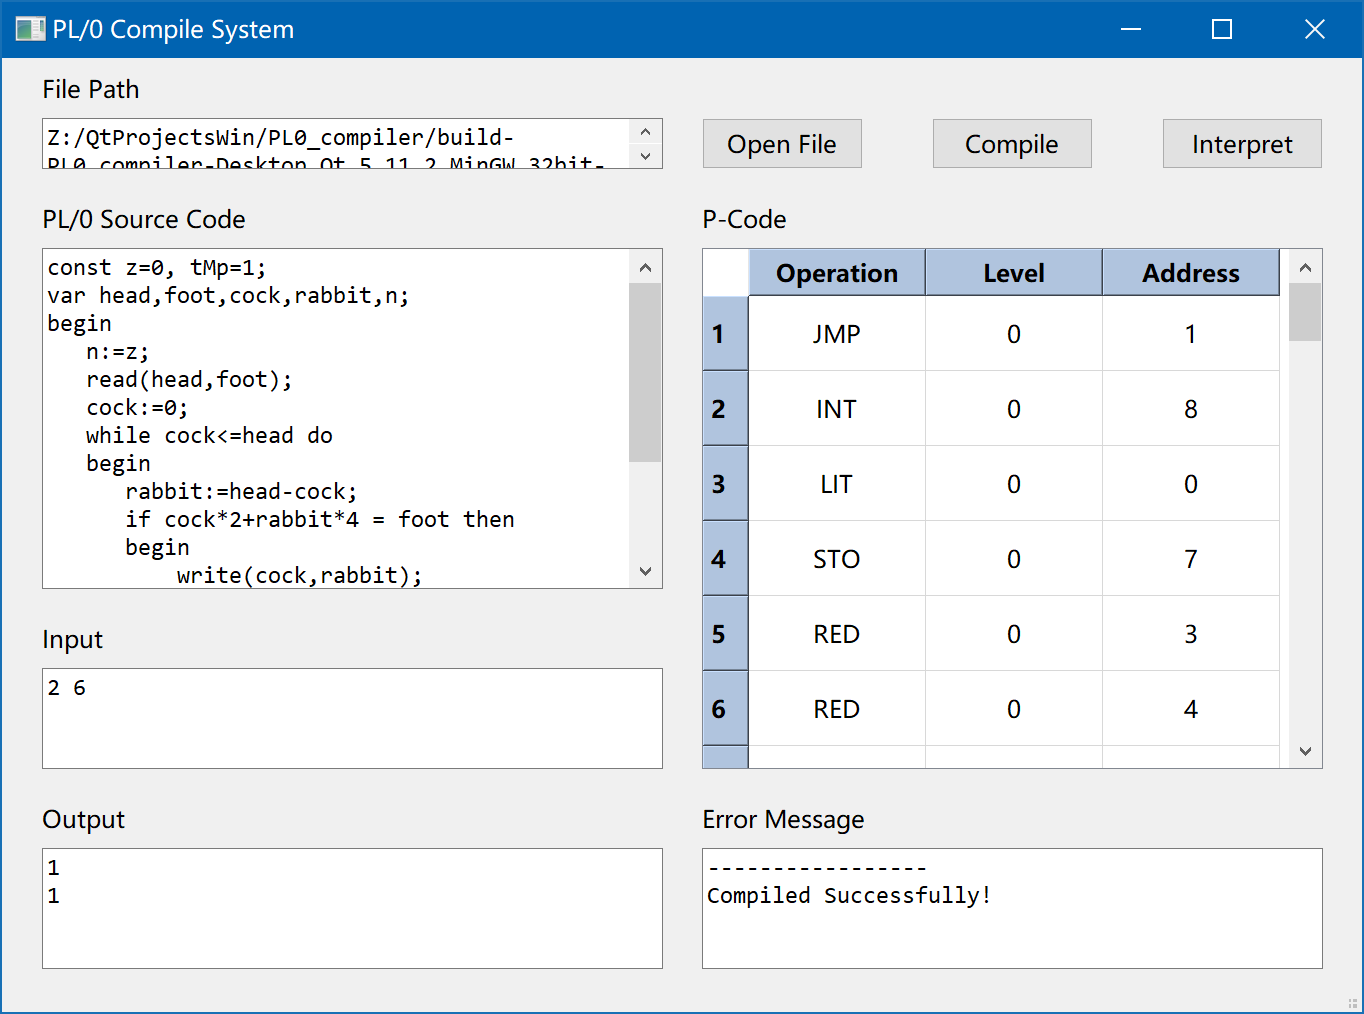 PL/0 Compile System
File Path
Z:/QtProjectsWin/PL0_compiler/build-
PL0_compiler-Desktop_Qt_5_11_2_MinGW_32bit-
Open File
Compile
Interpret
PL/0 Source Code
const z=0, tMp=1;
var head,foot,cock,rabbit,n;
begin
   n:=z;
   read(head,foot);
   cock:=0;
   while cock<=head do
   begin
      rabbit:=head-cock;
      if cock*2+rabbit*4 = foot then
      begin
          write(cock,rabbit);
P-Code
Operation Level Address
1 JMP 0 1
2 INT 0 8
3 LIT 0 0
4 STO 0 7
5 RED 0 3
6 RED 0 4
Input
2 6
Output
1
1
Error Message
-----------------
Compiled Successfully!